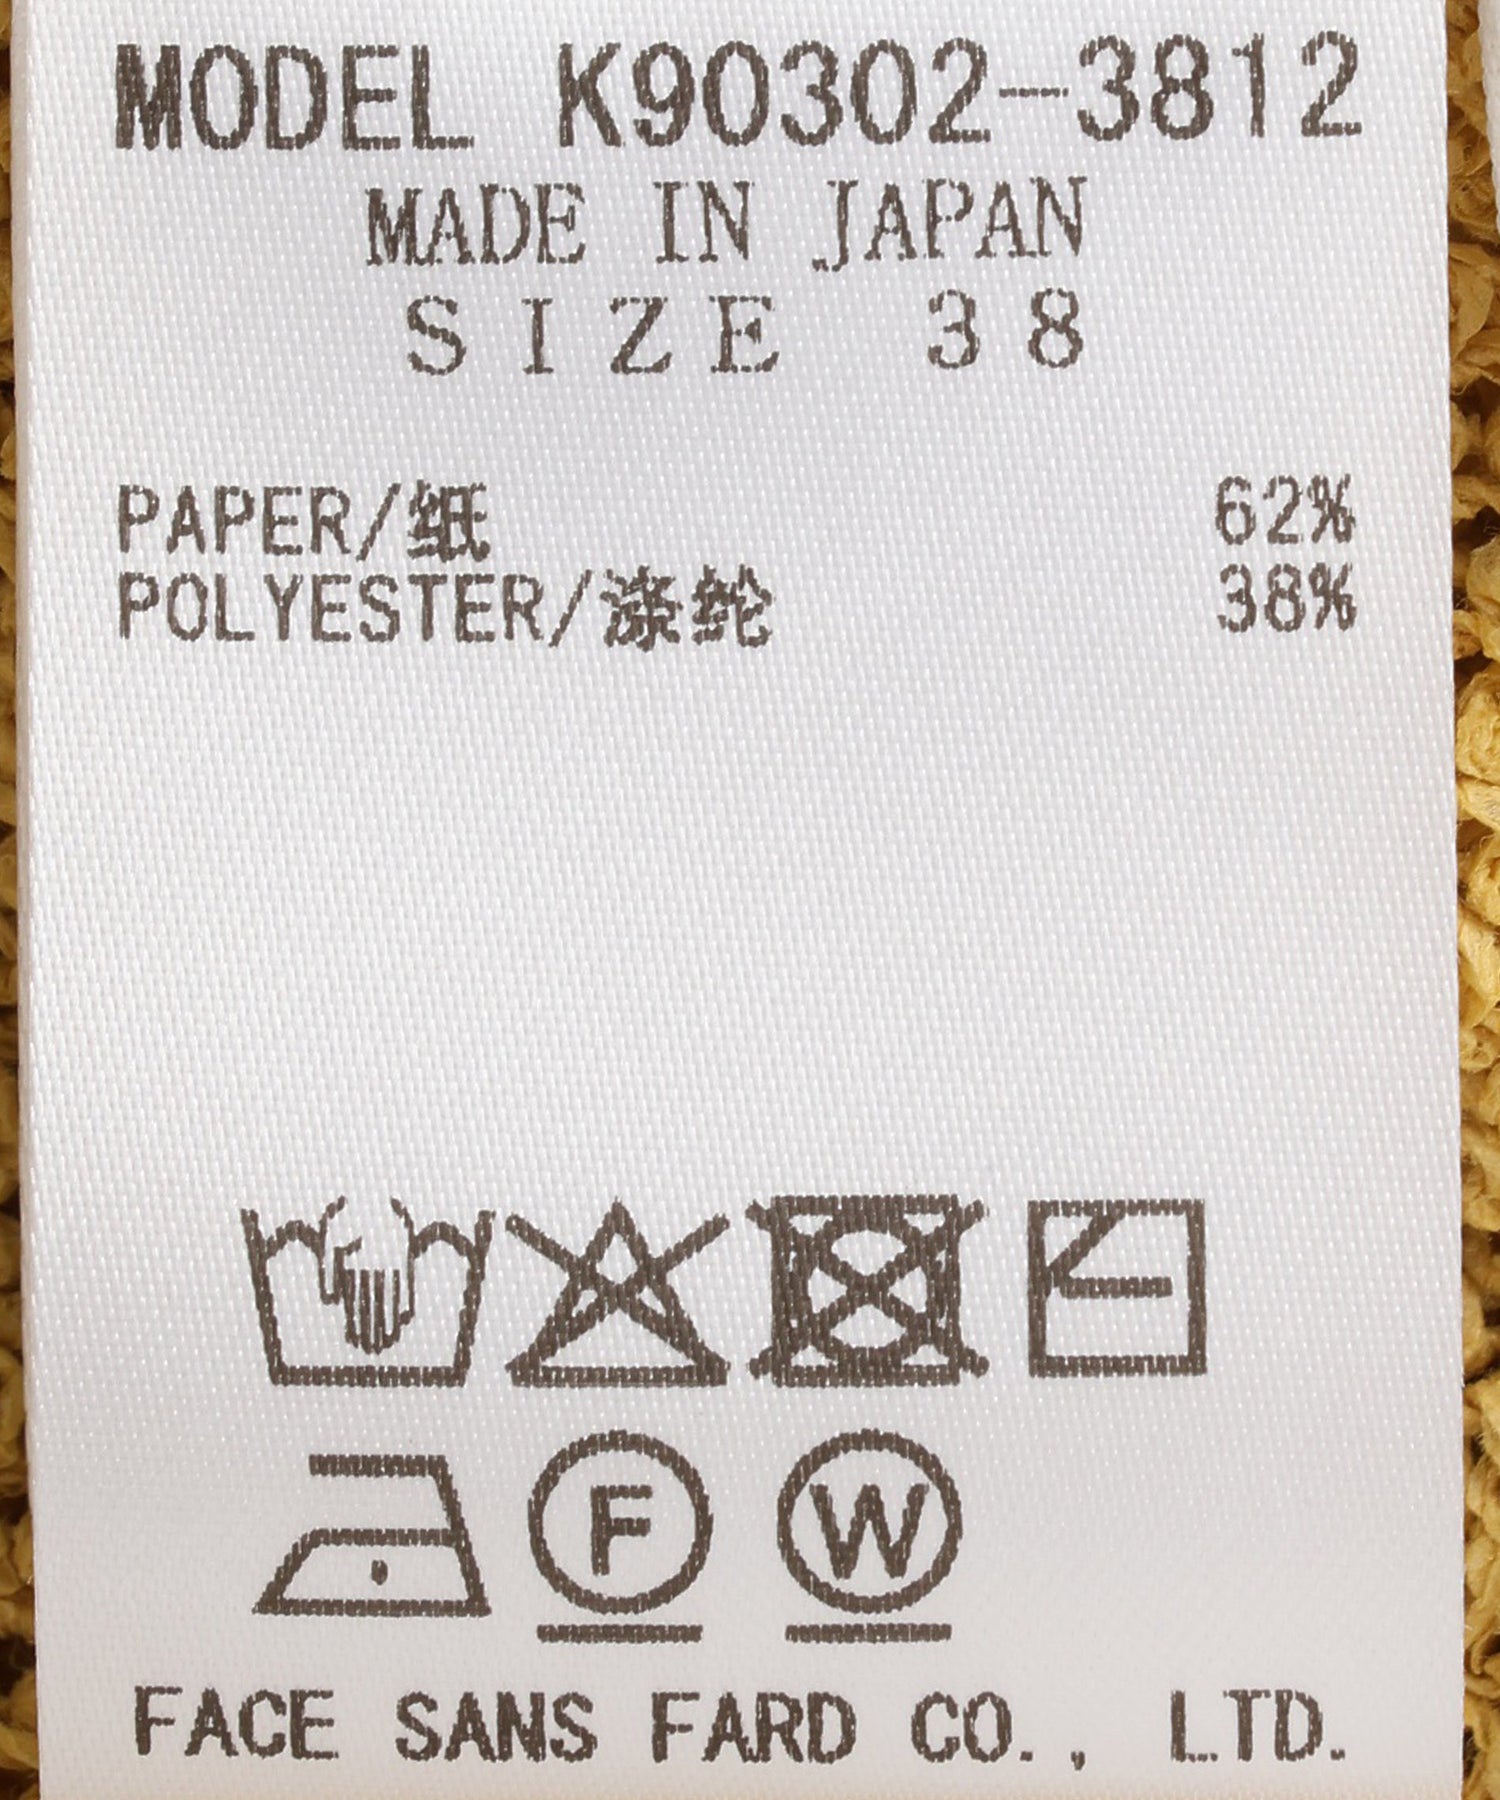 MODEL K90302-3812
MADE IN JAPAN
SIZE 38
PAPER/纸 62%
POLYESTER/涤纶 38%
F W
FACE SANS FARD CO., LTD.